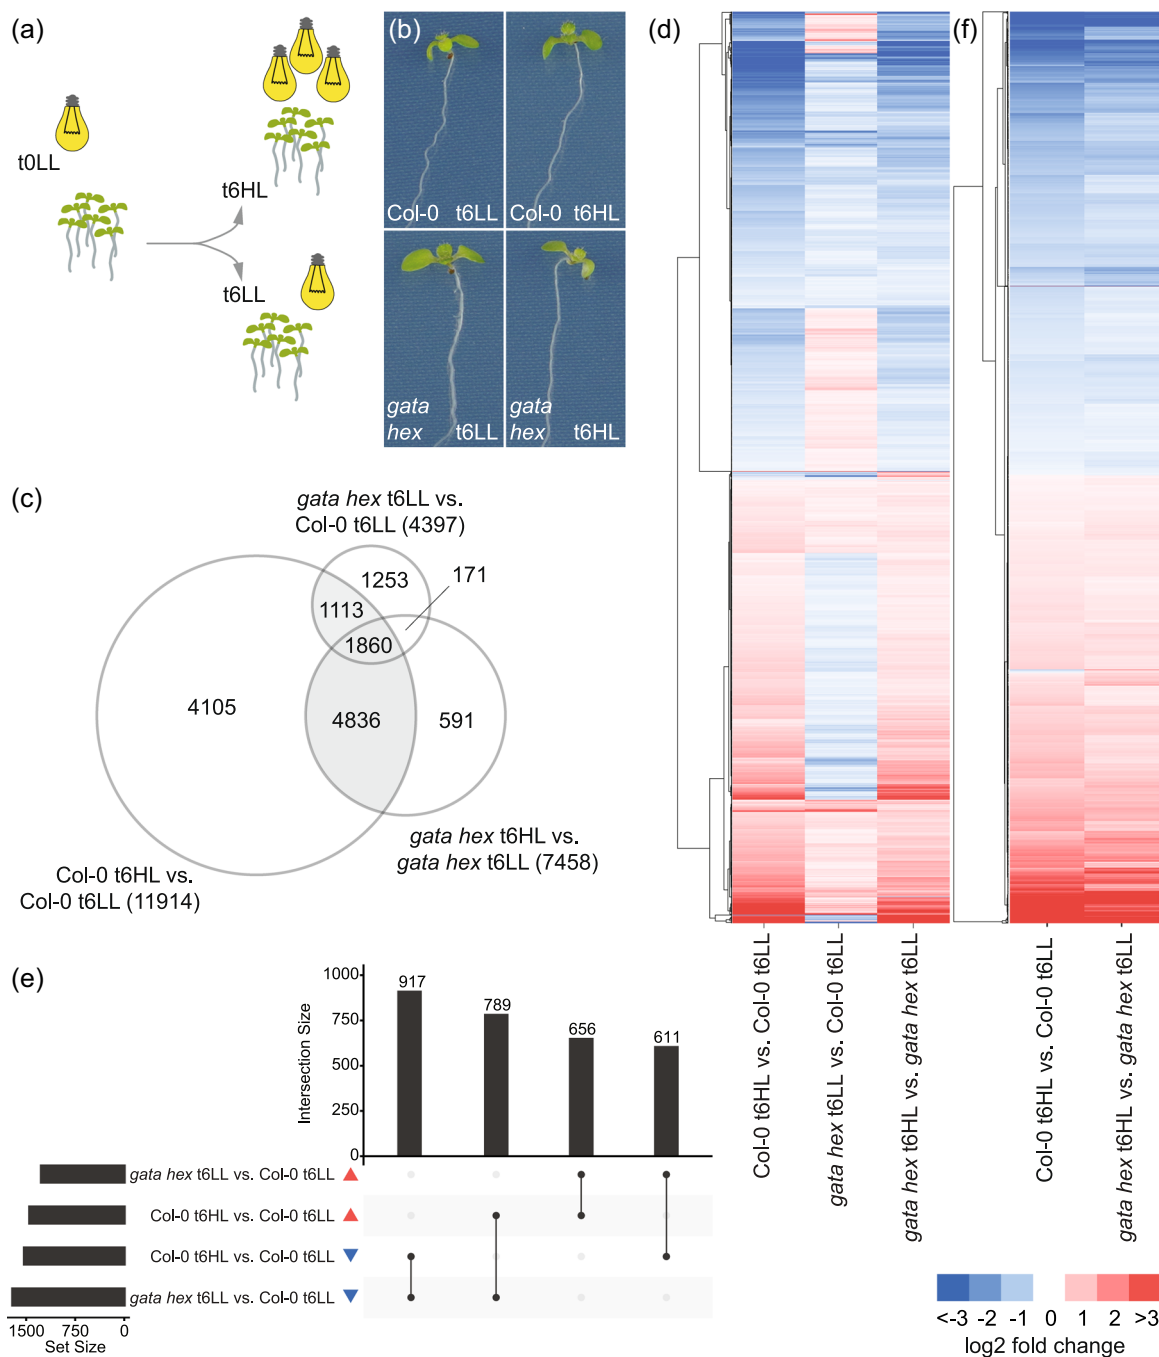 (a)
t0LL
t6HL
t6LL
(b)
Col-0 t6LL
Col-0 t6HL
gata
hex t6LL
gata
hex t6HL
(c)
gata hex t6LL vs.
Col-0 t6LL (4397)
1253
171
1113
1860
4105
4836
591
gata hex t6HL vs.
gata hex t6LL (7458)
Col-0 t6HL vs.
Col-0 t6LL (11914)
(d)
Col-0 t6HL vs. Col-0 t6LL
gata hex t6LL vs. Col-0 t6LL
gata hex t6HL vs. gata hex t6LL
(f)
Col-0 t6HL vs. Col-0 t6LL
gata hex t6HL vs. gata hex t6LL
(e)
Intersection Size
1000
750
500
250
0
917
789
656
611
gata hex t6LL vs. Col-0 t6LL
Col-0 t6HL vs. Col-0 t6LL
Col-0 t6HL vs. Col-0 t6LL
gata hex t6LL vs. Col-0 t6LL
1500 750 0
Set Size
<-3 -2 -1 0 1 2 >3
log2 fold change